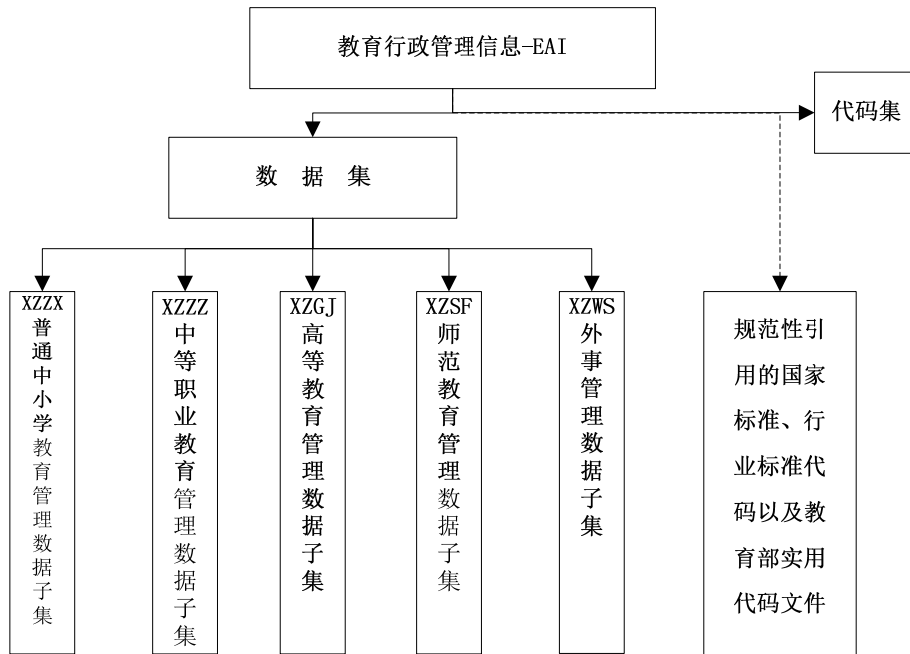 教育行政管理信息-EAI
代码集
数 据 集
XZZX
普通中小学教育管理数据子集
XZZZ
中等职业教育管理数据子集
XZGJ
高等教育管理数据子集
XZSF
师范教育管理数据子集
XZWS
外事管理数据子集
规范性引
用的国家
标准、行
业标准代
码以及教
育部实用
代码文件